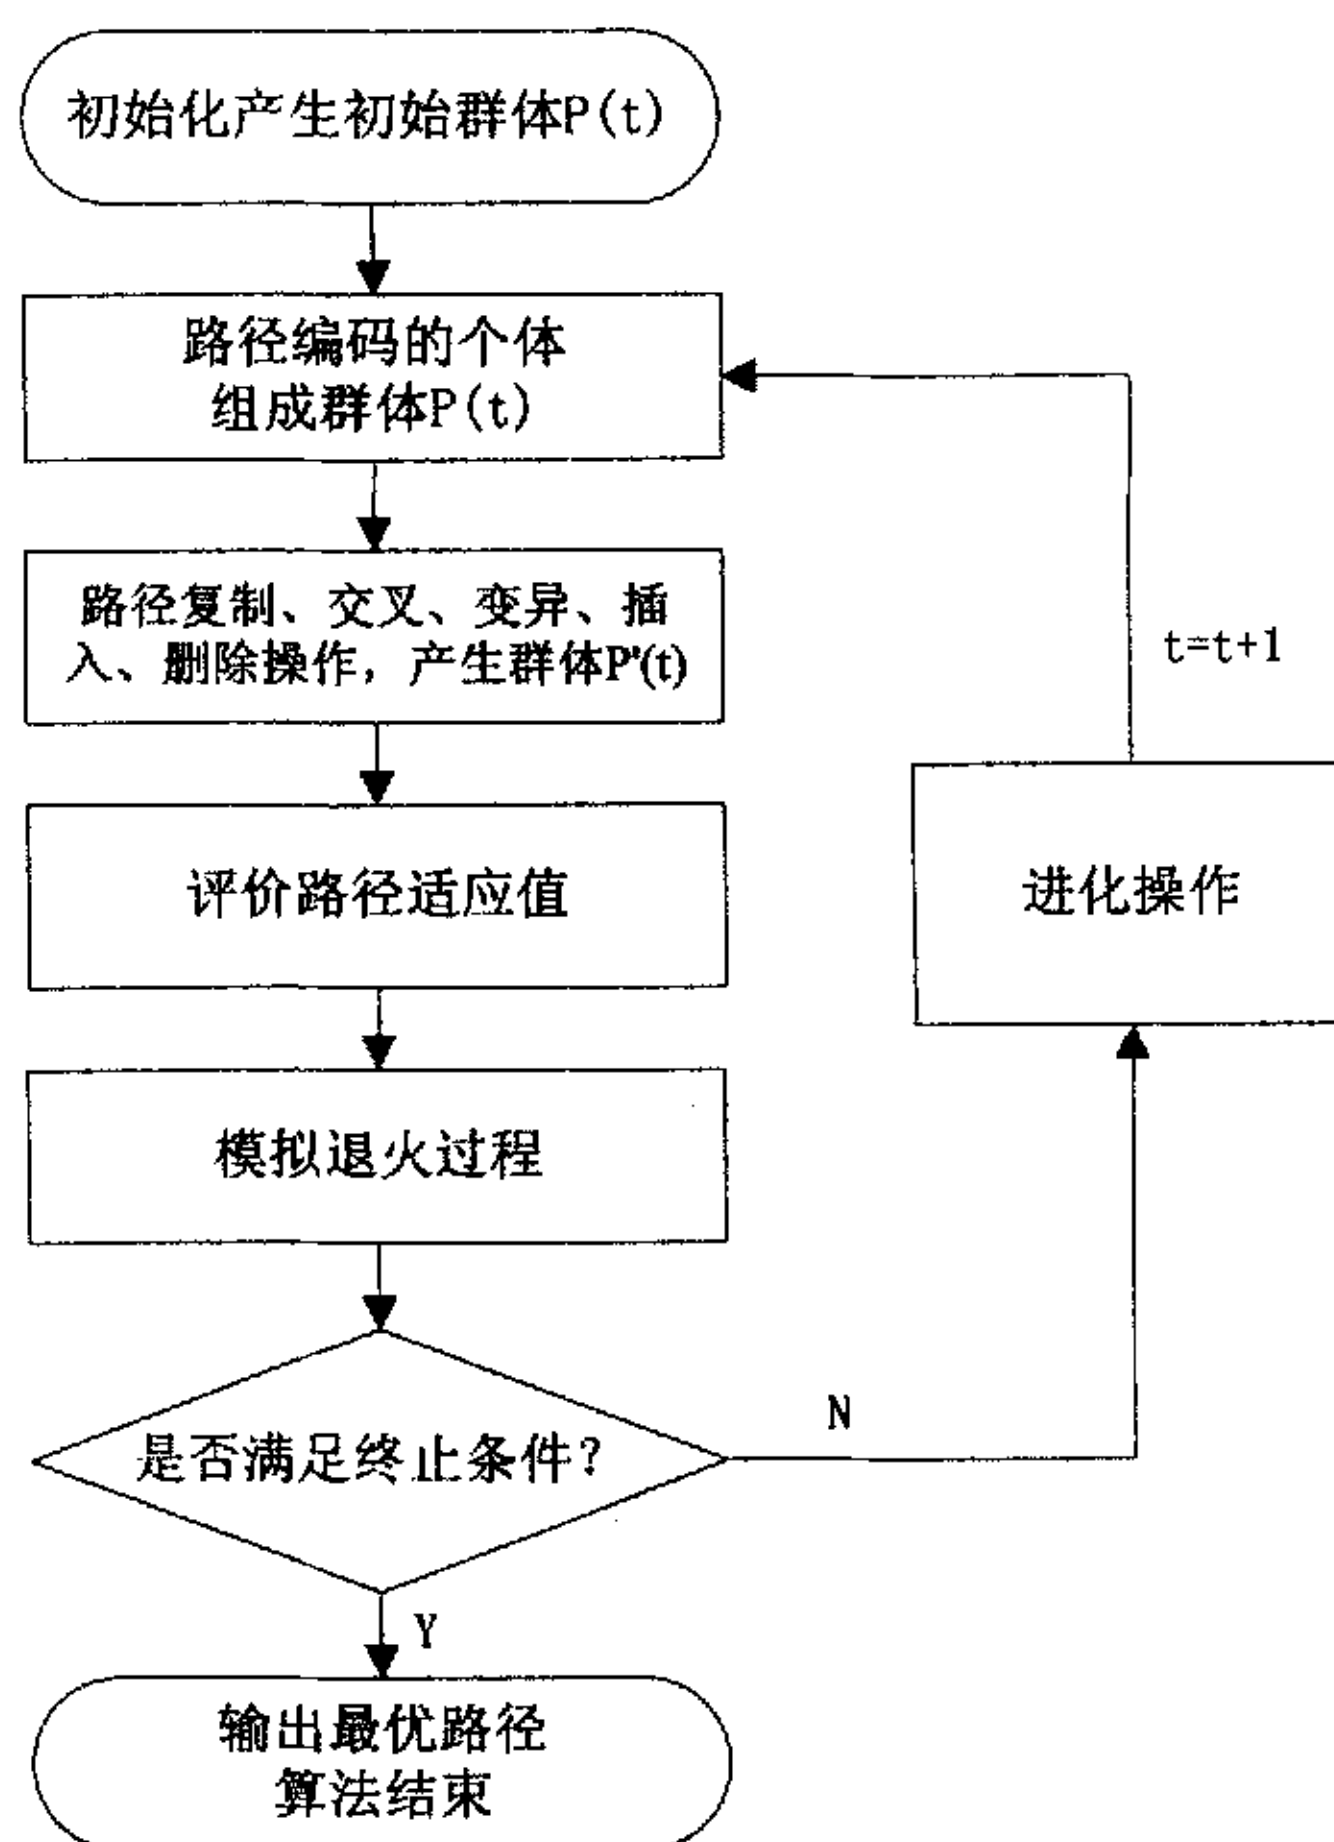 初始化产生初始群体P(t)
路径编码的个体
组成群体P(t)
路径复制、交叉、变异、插
入、删除操作，产生群体P'(t)
t=t+1
评价路径适应值
进化操作
模拟退火过程
是否满足终止条件?
N
Y
输出最优路径
算法结束